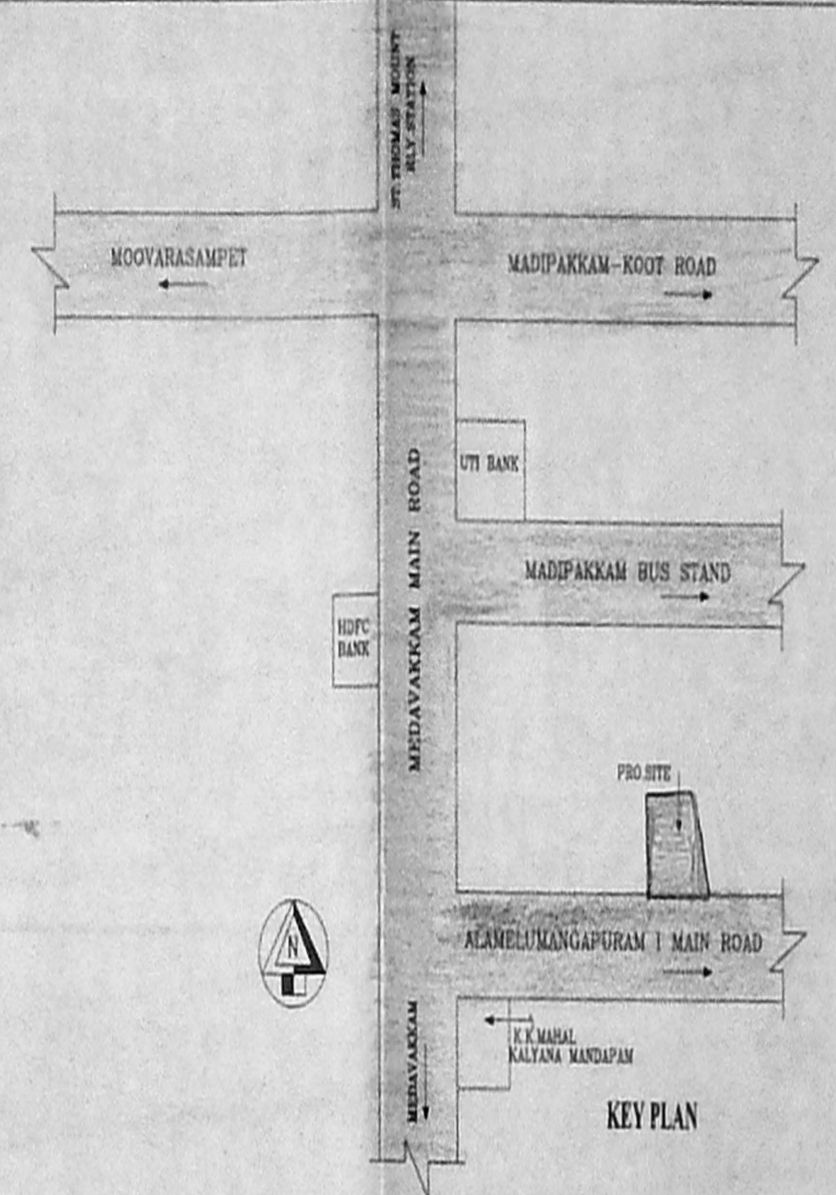 ST.THOMAS MOUNT
RLY STATION
MOOVARASAMPET
MADIPAKKAM-KOOT ROAD
UTI BANK
MEDAVAKKAM MAIN ROAD
MADIPAKKAM BUS STAND
HDFC
BANK
PRO.SITE
N
ALAMELUMANGAPURAM I MAIN ROAD
MEDAVAKKAM
K.K.MAHAL
KALYANA MANDAPAM
KEY PLAN